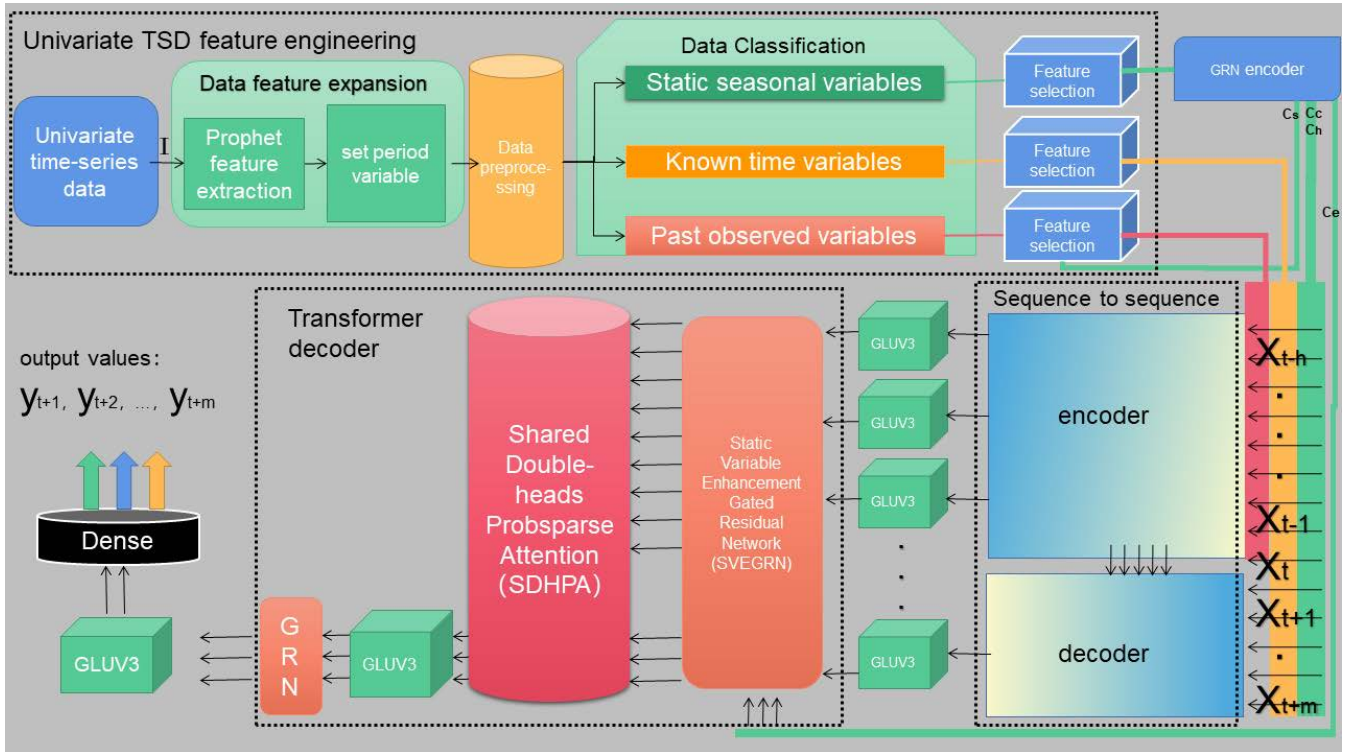 Univariate TSD feature engineering
Data feature expansion
Univariate
time-series
data
I
Prophet
feature
extraction
set period
variable
Data
preproce-
ssing
Data Classification
Static seasonal variables
Known time variables
Past observed variables
Feature
selection
Feature
selection
Feature
selection
GRN encoder
Cs Cc
Ch
Ce
output values:
yt+1, yt+2, ..., yt+m
Dense
GLUV3
Transformer
decoder
GRN
GLUV3
Shared
Double-
heads
Probsparse
Attention
(SDHPA)
Static
Variable
Enhancement
Gated
Residual
Network
(SVEGRN)
GLUV3
GLUV3
GLUV3
.
.
.
GLUV3
Sequence to sequence
encoder
decoder
Xt-h
.
.
.
Xt-1
Xt
Xt+1
.
Xt+m